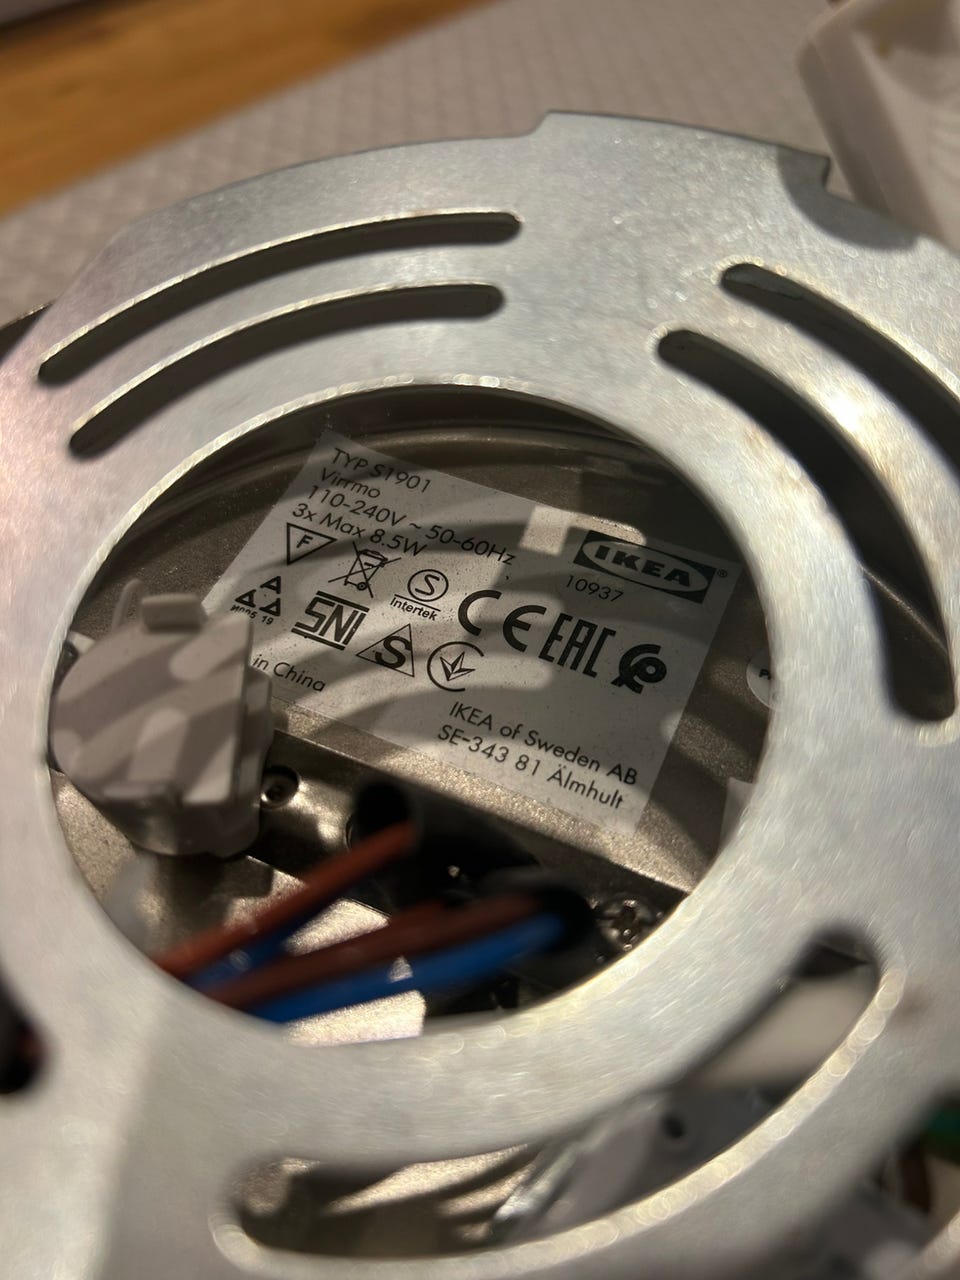 TYP S1901
Virrmo
110-240V ~ 50-60Hz
3x Max 8.5W
IKEA®
10937
F
S
Intertek
CE
EAC
SNI
S
in China
IKEA of Sweden AB
SE-343 81 Älmhult